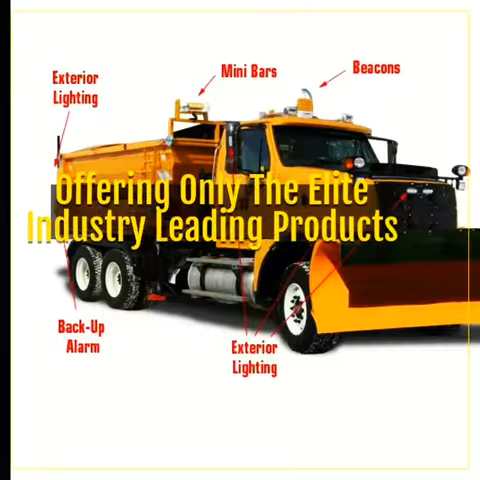 Exterior
Lighting
Mini Bars
Beacons
Offering Only The Elite
Industry Leading Products
Back-Up
Alarm
Exterior
Lighting